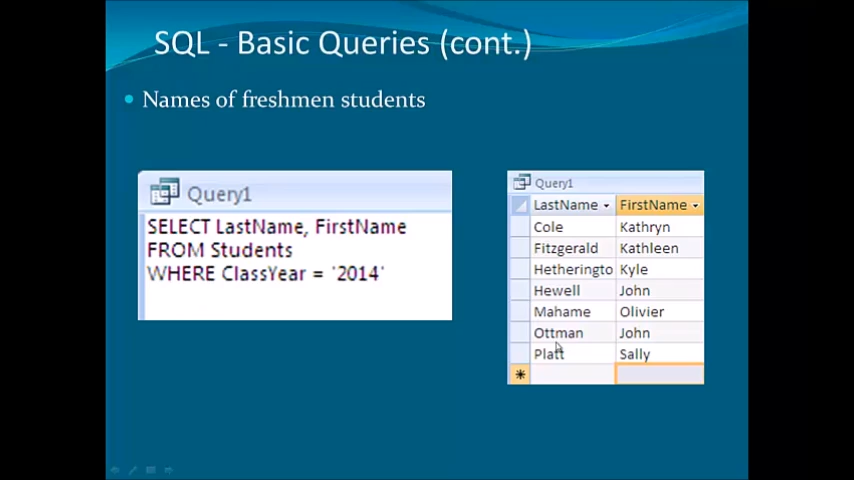 SQL - Basic Queries (cont.)
• Names of freshmen students
Query1
SELECT LastName, FirstName
FROM Students
WHERE ClassYear = '2014'
Query1
LastName FirstName
Cole Kathryn
Fitzgerald Kathleen
Hetheringto Kyle
Hewell John
Mahame Olivier
Ottman John
Platt Sally